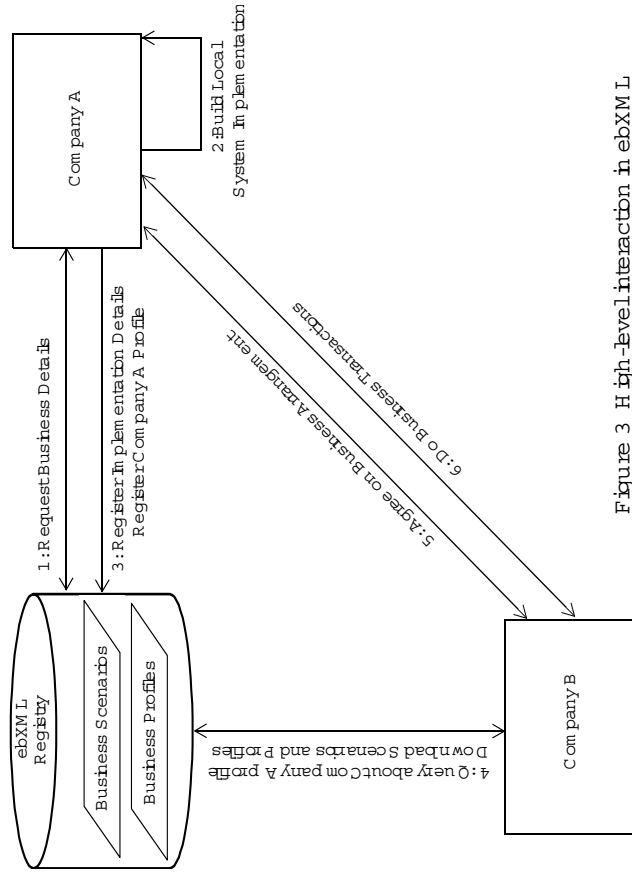 ebXML
Registry
Business Scenarios
Business Profiles
1:Request Business Details
3:Register Implementation Details
Register Company A Profile
Company A
2:Build Local
System Implementation
4:Query about Company A profile
Download Scenarios and Profiles
5:Agree on Business Arrangement
6:Do Business Transactions
Company B
Figure 3 High-level interaction in ebXML